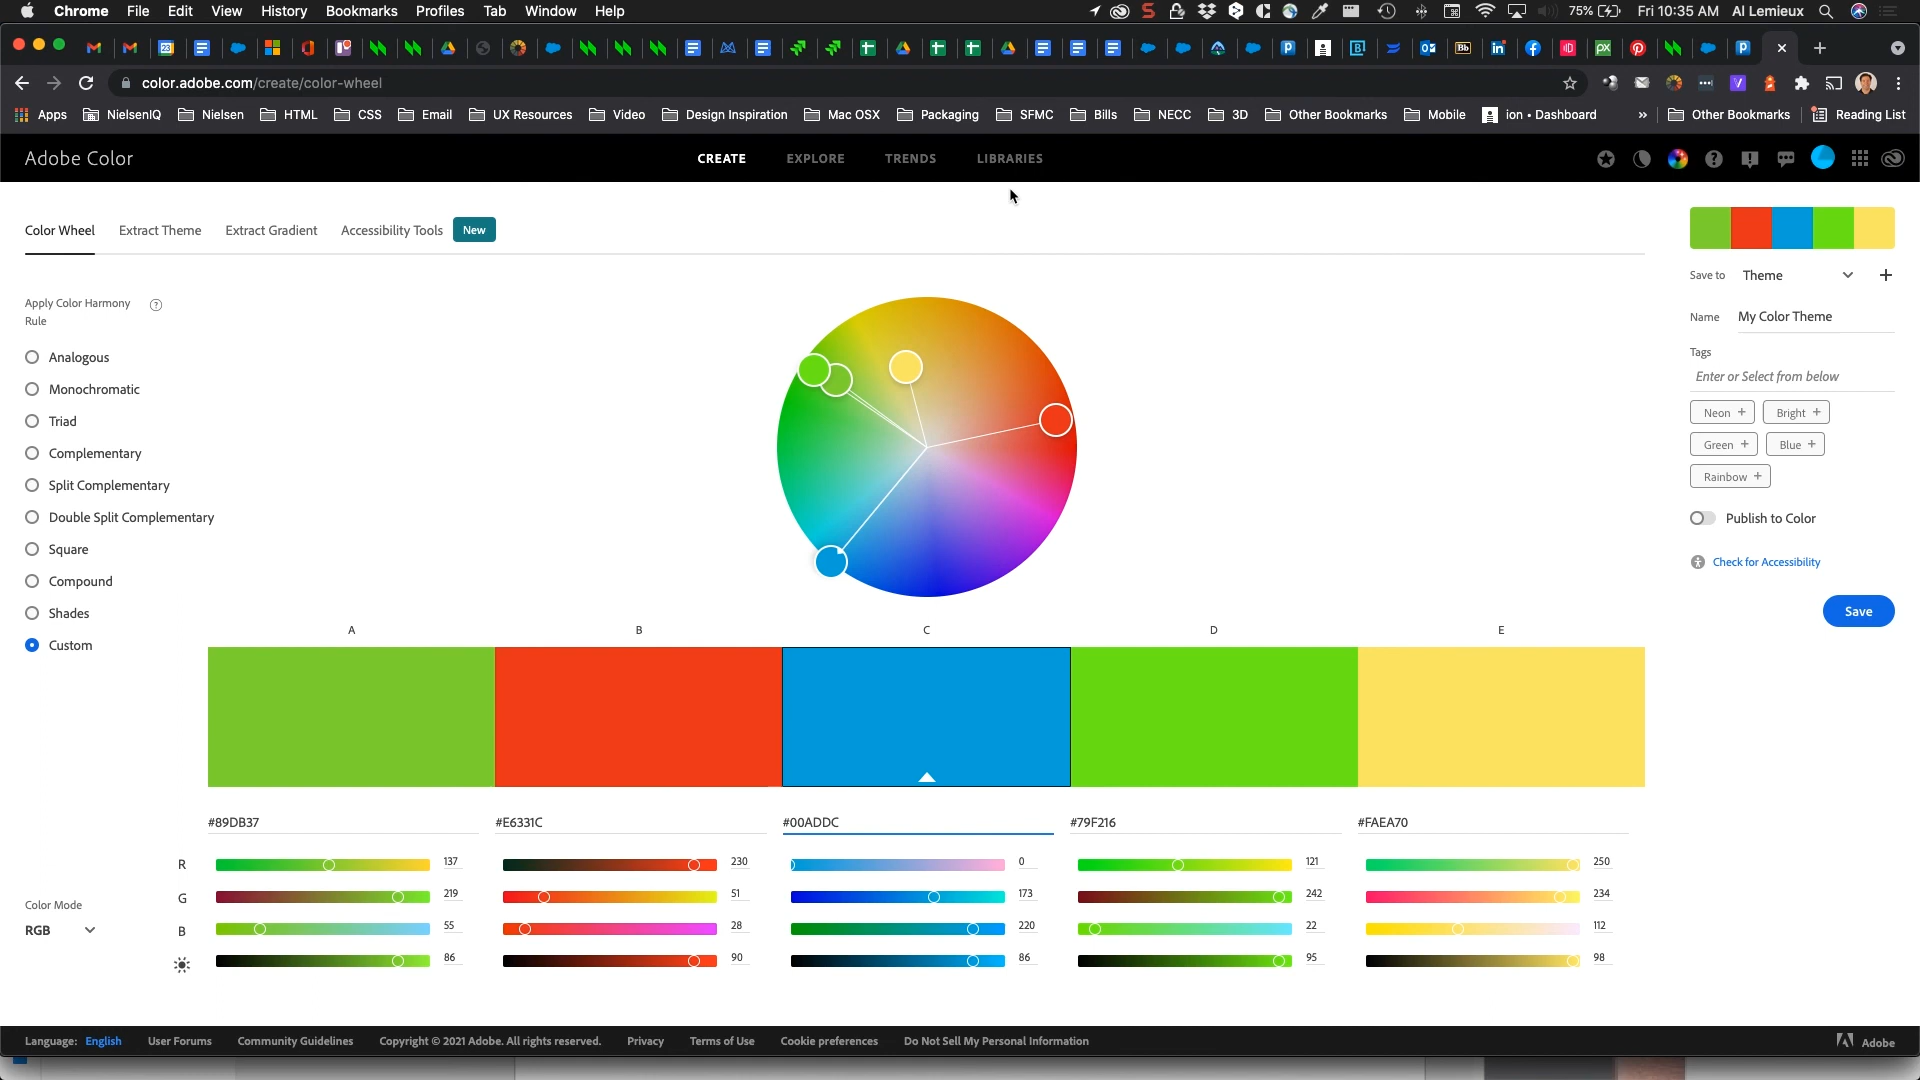 Chrome File Edit View History Bookmarks Profiles Tab Window Help 75% Fri 10:35 AM Al Lemieux
color.adobe.com/create/color-wheel
Apps NielsenIQ Nielsen HTML CSS Email UX Resources Video Design Inspiration Mac OSX Packaging SFMC Bills NECC 3D Other Bookmarks Mobile ion • Dashboard » Other Bookmarks Reading List
Adobe Color CREATE EXPLORE TRENDS LIBRARIES
Color Wheel Extract Theme Extract Gradient Accessibility Tools New
Save to Theme
Apply Color Harmony
Rule
Name My Color Theme
Tags
Enter or Select from below
Neon + Bright +
Green + Blue +
Rainbow +
Publish to Color
Check for Accessibility
Save
Analogous
Monochromatic
Triad
Complementary
Split Complementary
Double Split Complementary
Square
Compound
Shades
Custom
A B C D E
#89DB37 #E6331C #00ADDC #79F216 #FAEA70
R 137 230 0 121 250
G 219 51 173 242 234
B 55 28 220 22 112
86 90 86 95 98
Color Mode
RGB
Language: English User Forums Community Guidelines Copyright © 2021 Adobe. All rights reserved. Privacy Terms of Use Cookie preferences Do Not Sell My Personal Information Adobe